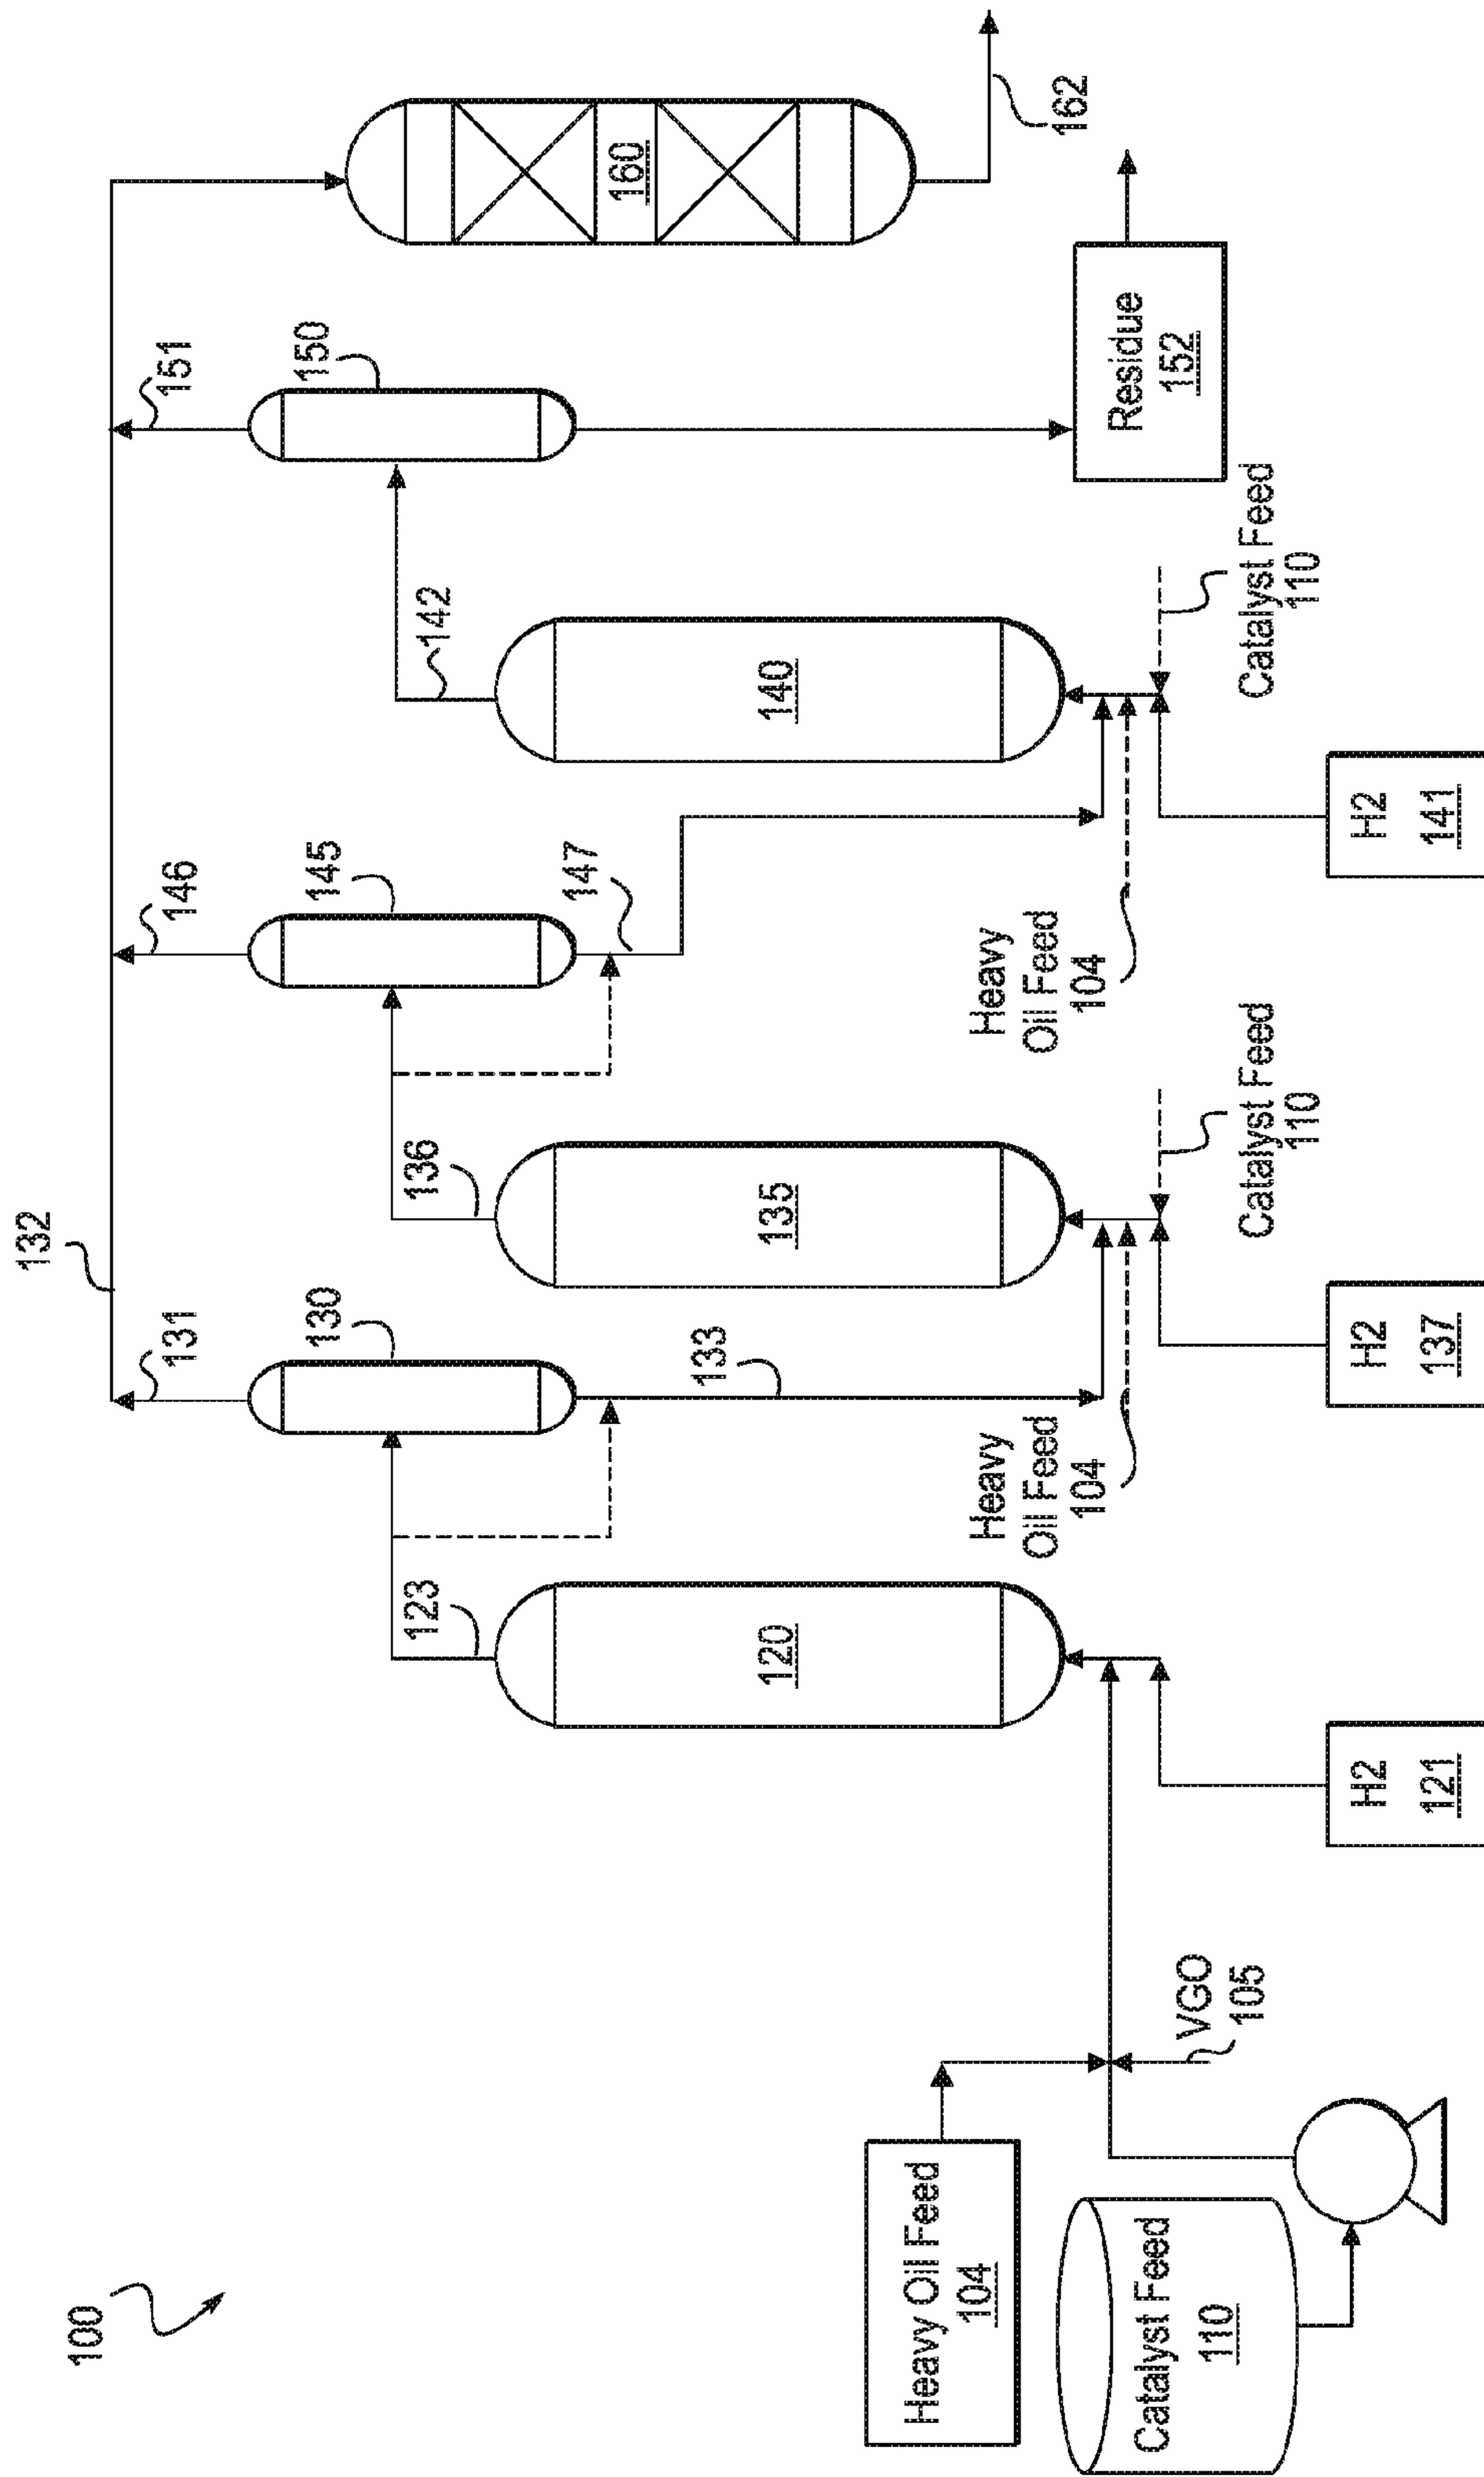 100
132
131
146
151
130
145
150
123
136
142
133
147
120
135
140
160
162
Residue
152
Heavy Oil Feed
104
Catalyst Feed
110
VGO
105
Heavy
Oil Feed
104
Heavy
Oil Feed
104
Catalyst Feed
110
Catalyst Feed
110
H2
121
H2
137
H2
141